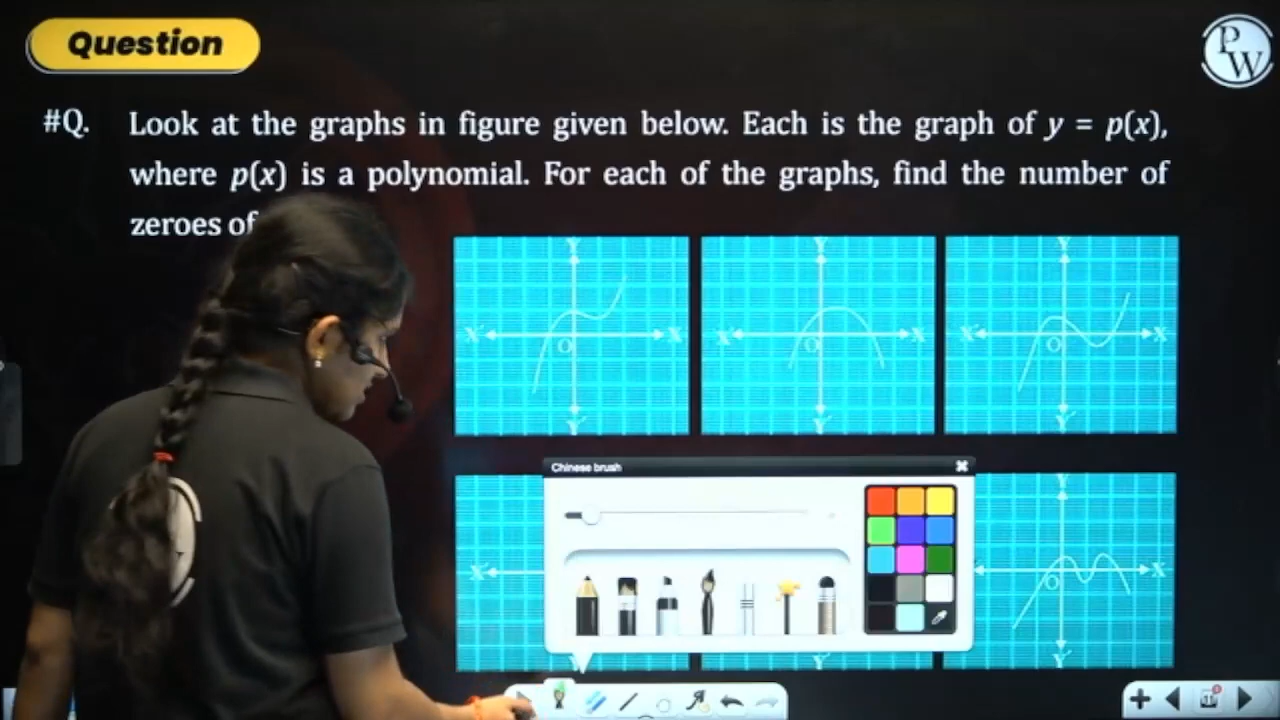 Question
PW
#Q. Look at the graphs in figure given below. Each is the graph of y = p(x),
where p(x) is a polynomial. For each of the graphs, find the number of
zeroes of
Y Y Y
X' O X X' O X X' O X
Y' Y' Y'
Chinese brush
Y
X' O X
Y' Y'